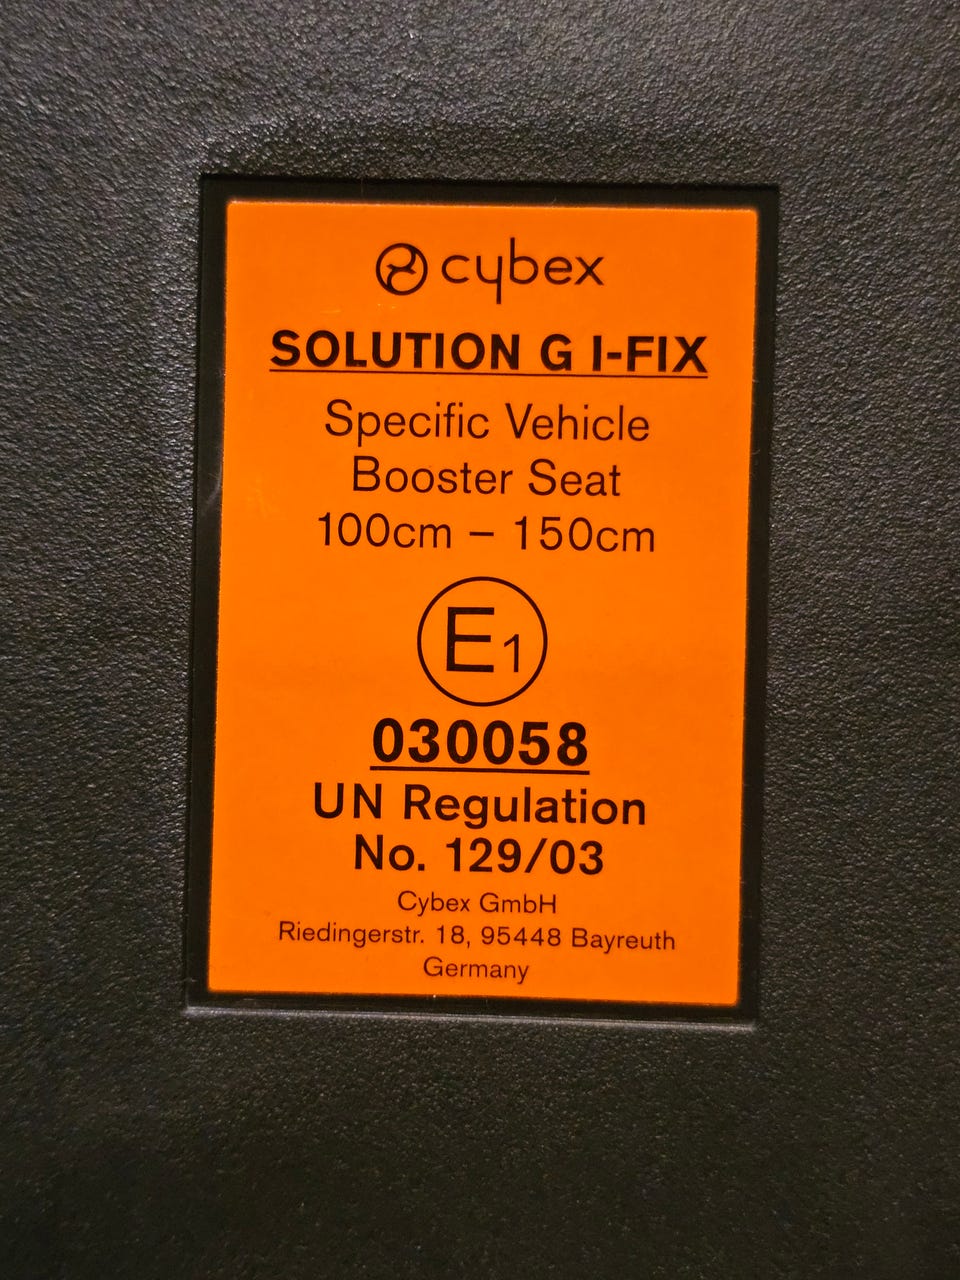 cybex
SOLUTION G I-FIX
Specific Vehicle
Booster Seat
100cm – 150cm
E1
030058
UN Regulation
No. 129/03
Cybex GmbH
Riedingerstr. 18, 95448 Bayreuth
Germany